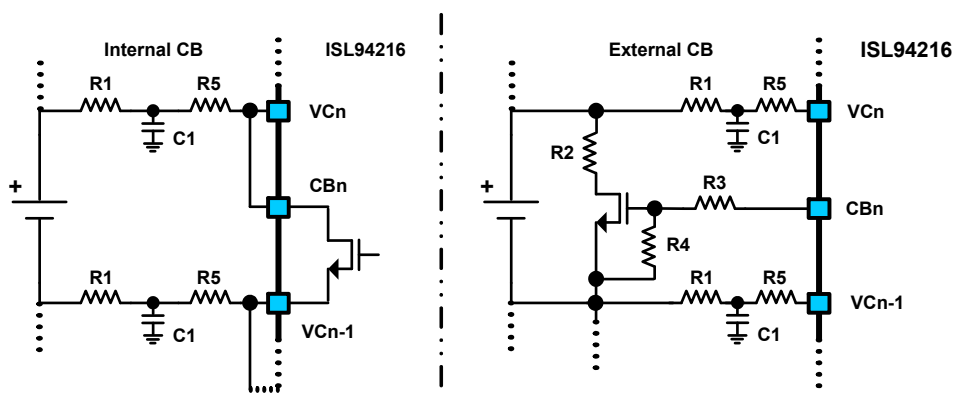 Internal CB
ISL94216
R1
R5
VCn
C1
+
CBn
R1
R5
C1
VCn-1
External CB
ISL94216
R1
R5
VCn
C1
R2
+
R3
CBn
R4
R1
R5
C1
VCn-1